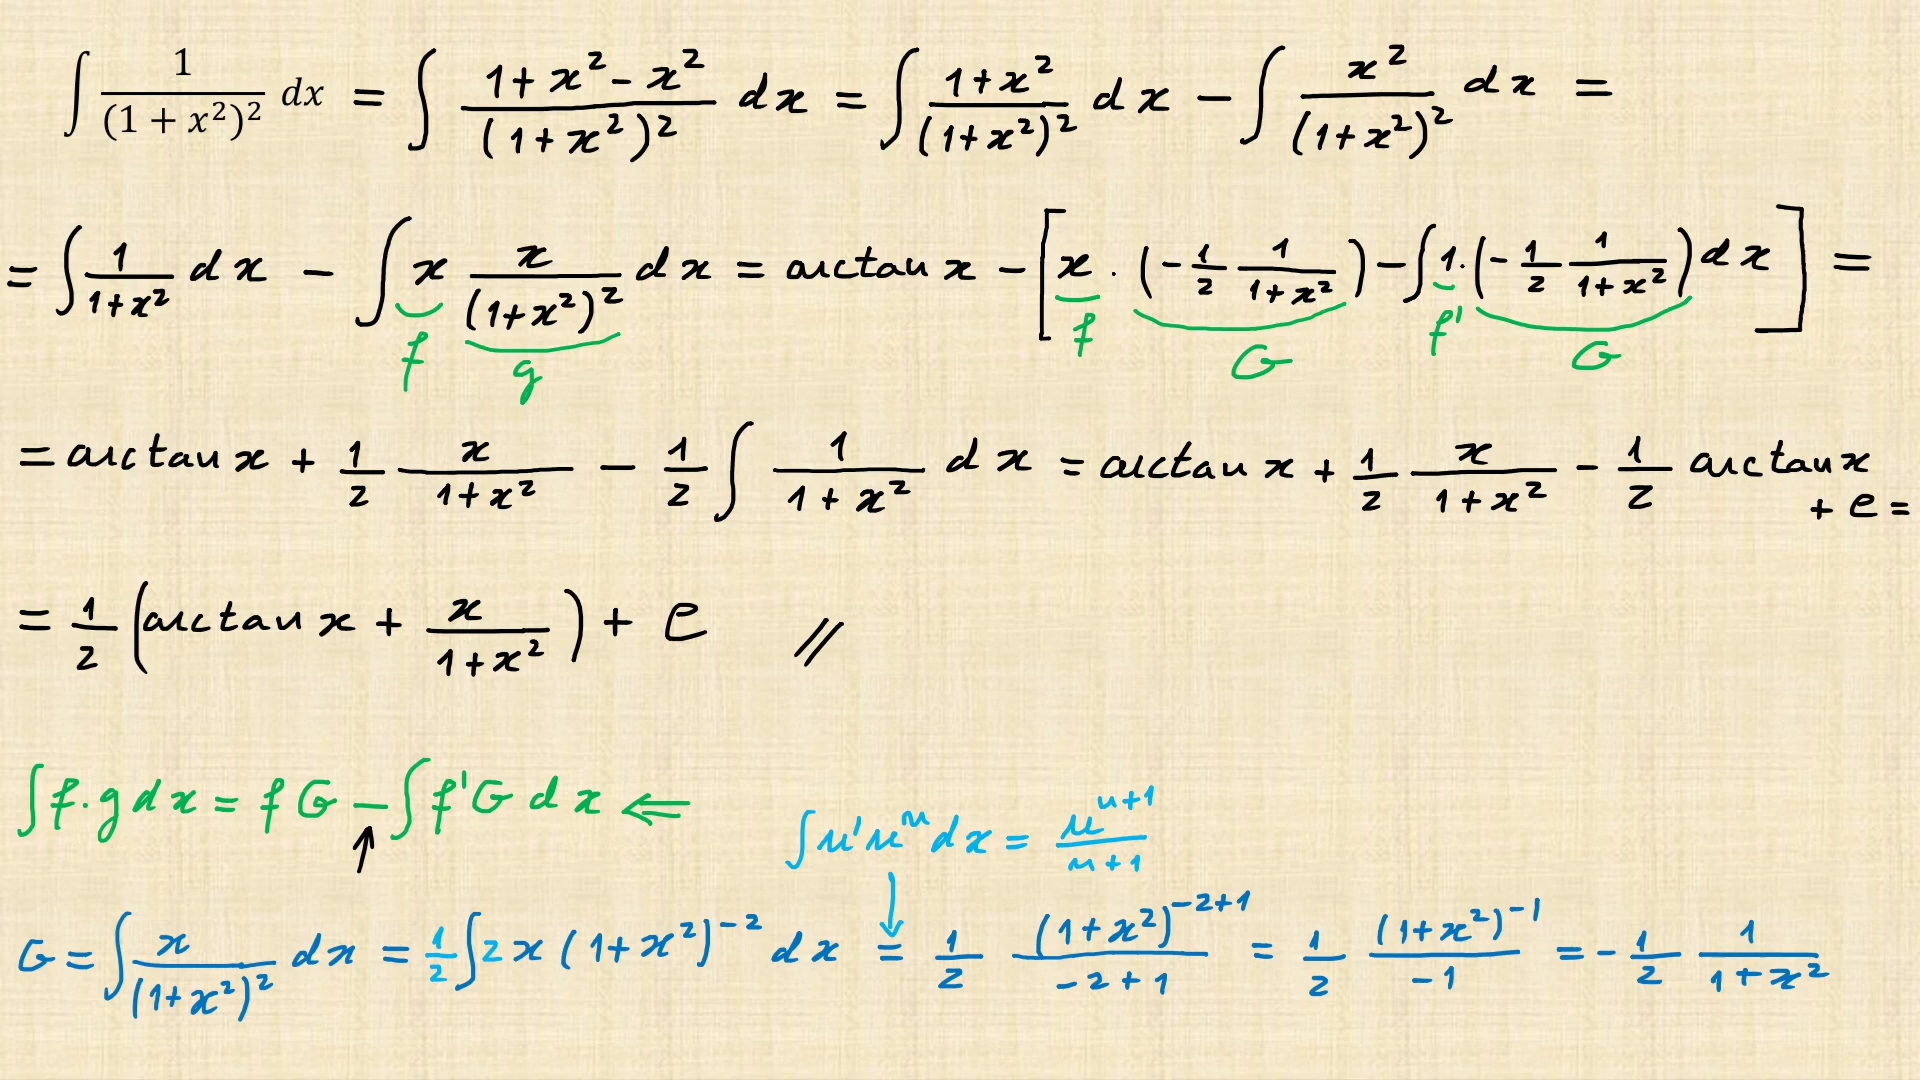 ∫ 1/(1 + x²)² dx = ∫ (1+x²-x²)/(1+x²)² dx = ∫ (1+x²)/(1+x²)² dx - ∫ x²/(1+x²)² dx =
= ∫ 1/(1+x²) dx - ∫ x x/(1+x²)² dx = arctan x - [x · (-1/2 1/(1+x²)) - ∫ 1·(-1/2 1/(1+x²)) dx] =
f g f G f' G
= arctan x + 1/2 x/(1+x²) - 1/2 ∫ 1/(1+x²) dx = arctan x + 1/2 x/(1+x²) - 1/2 arctan x + C =
= 1/2 (arctan x + x/(1+x²)) + C //
∫ f·g dx = f G - ∫ f'G dx ⇐
↑
∫ u'uⁿ dx = uⁿ⁺¹/(n+1)
↓
G = ∫ x/(1+x²)² dx = 1/2 ∫ 2x (1+x²)⁻² dx = 1/2 (1+x²)⁻²⁺¹/(-2+1) = 1/2 (1+x²)⁻¹/(-1) = -1/2 1/(1+x²)